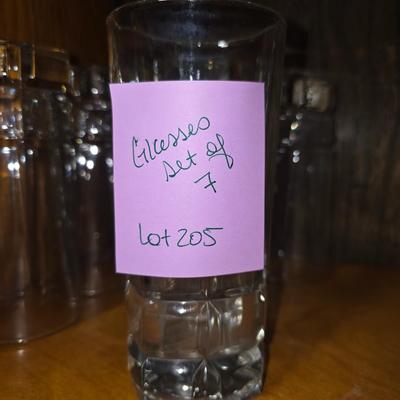 Glasses
set of
7
Lot 205